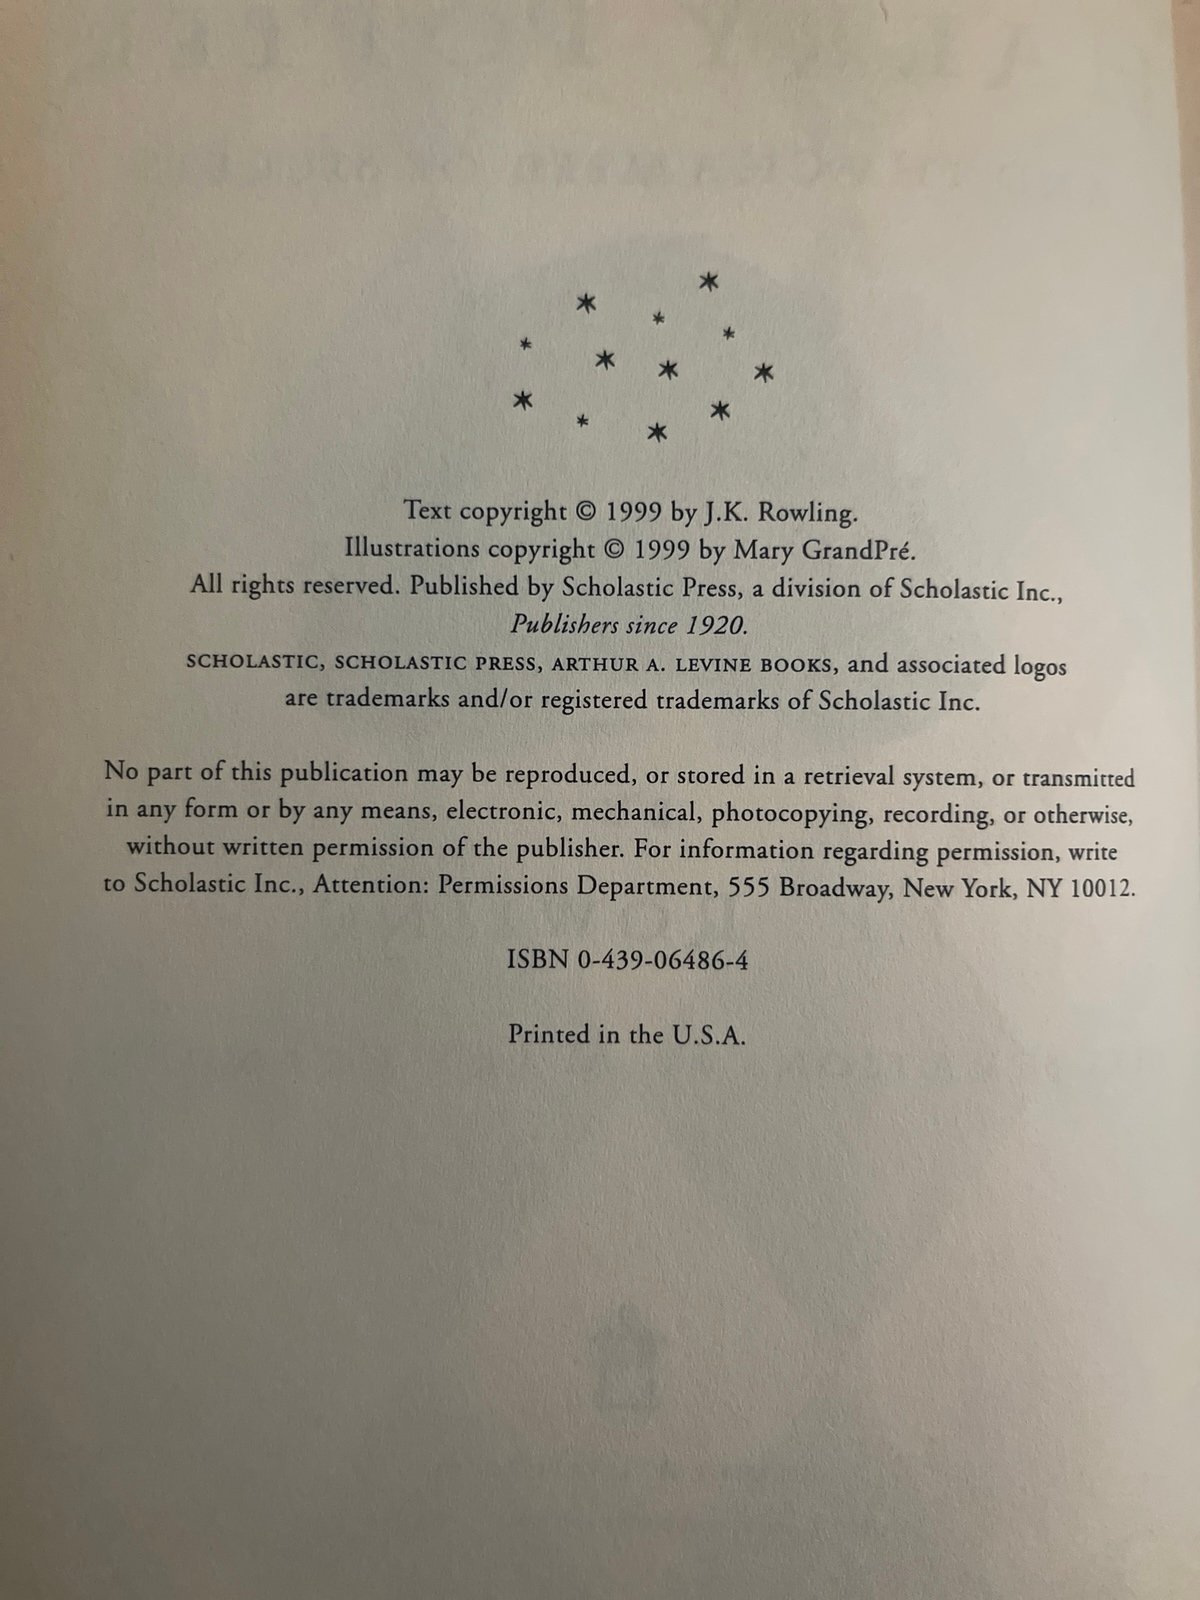 Text copyright © 1999 by J.K. Rowling.
Illustrations copyright © 1999 by Mary GrandPré.
All rights reserved. Published by Scholastic Press, a division of Scholastic Inc.,
Publishers since 1920.
SCHOLASTIC, SCHOLASTIC PRESS, ARTHUR A. LEVINE BOOKS, and associated logos
are trademarks and/or registered trademarks of Scholastic Inc.
No part of this publication may be reproduced, or stored in a retrieval system, or transmitted
in any form or by any means, electronic, mechanical, photocopying, recording, or otherwise,
without written permission of the publisher. For information regarding permission, write
to Scholastic Inc., Attention: Permissions Department, 555 Broadway, New York, NY 10012.
ISBN 0-439-06486-4
Printed in the U.S.A.